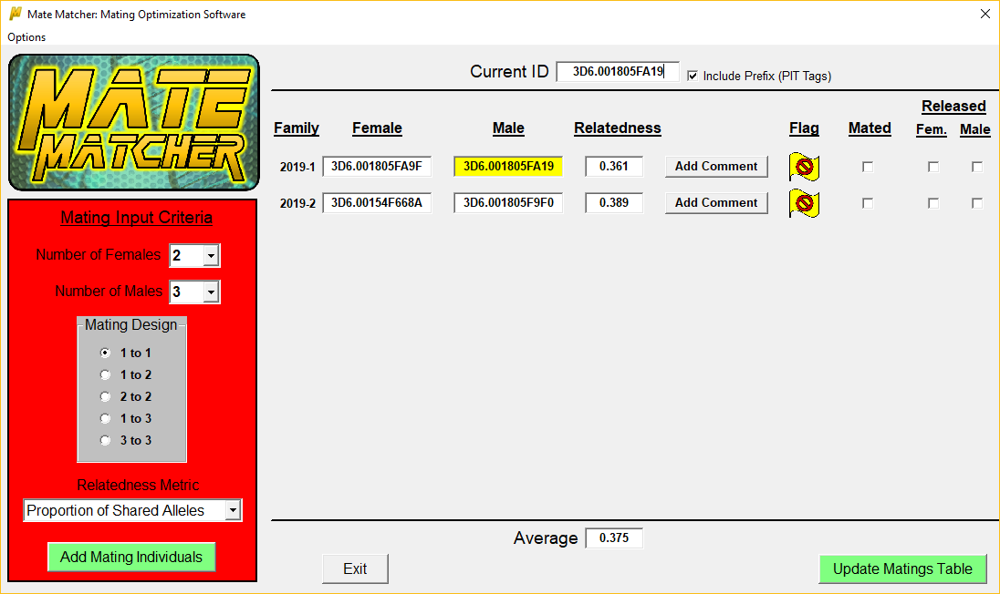 Mate Matcher: Mating Optimization Software
Options
MATE
MATCHER
Current ID 3D6.001805FA19 Include Prefix (PIT Tags)
Released
Family Female Male Relatedness Flag Mated Fem. Male
2019-1 3D6.001805FA9F 3D6.001805FA19 0.361 Add Comment
2019-2 3D6.00154F668A 3D6.001805F9F0 0.389 Add Comment
Mating Input Criteria
Number of Females 2
Number of Males 3
Mating Design
1 to 1
1 to 2
2 to 2
1 to 3
3 to 3
Relatedness Metric
Proportion of Shared Alleles
Add Mating Individuals
Average 0.375
Exit
Update Matings Table